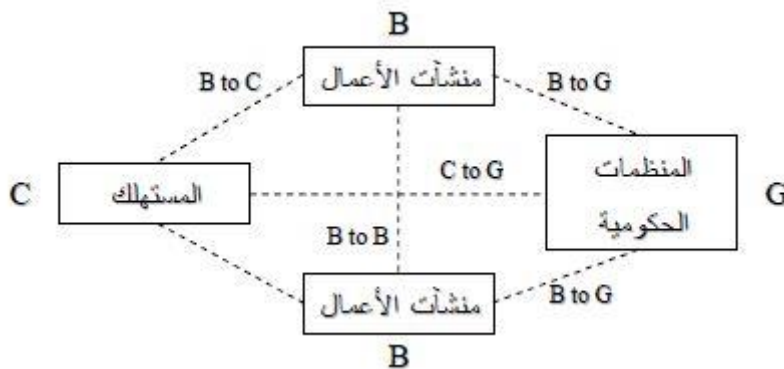 B
منشآت الأعمال
B to C
B to G
المنظمات
الحكومية
C to G
C
المستهلك
G
B to B
منشآت الأعمال
B to G
B